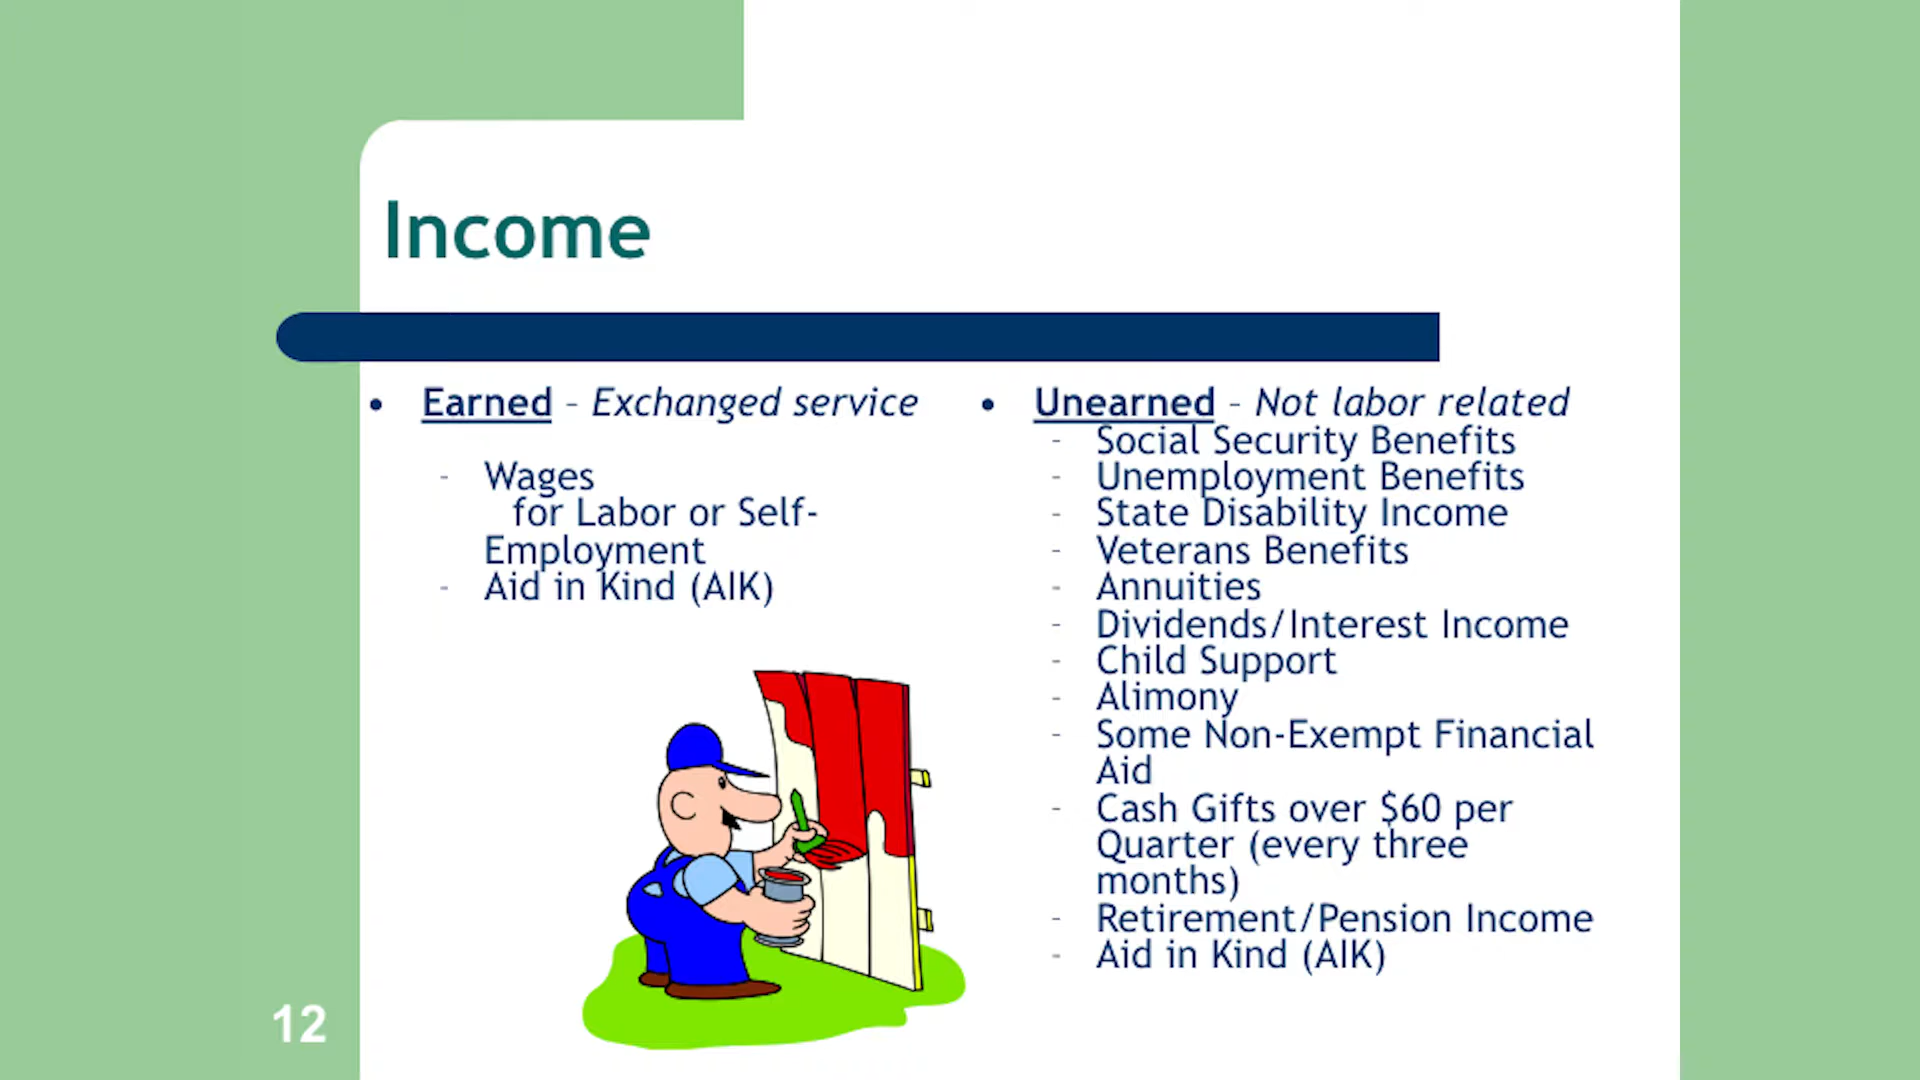 Income
• Earned – Exchanged service
- Wages
for Labor or Self-
Employment
- Aid in Kind (AIK)
• Unearned – Not labor related
- Social Security Benefits
- Unemployment Benefits
- State Disability Income
- Veterans Benefits
- Annuities
- Dividends/Interest Income
- Child Support
- Alimony
- Some Non-Exempt Financial
Aid
- Cash Gifts over $60 per
Quarter (every three
months)
- Retirement/Pension Income
- Aid in Kind (AIK)
12